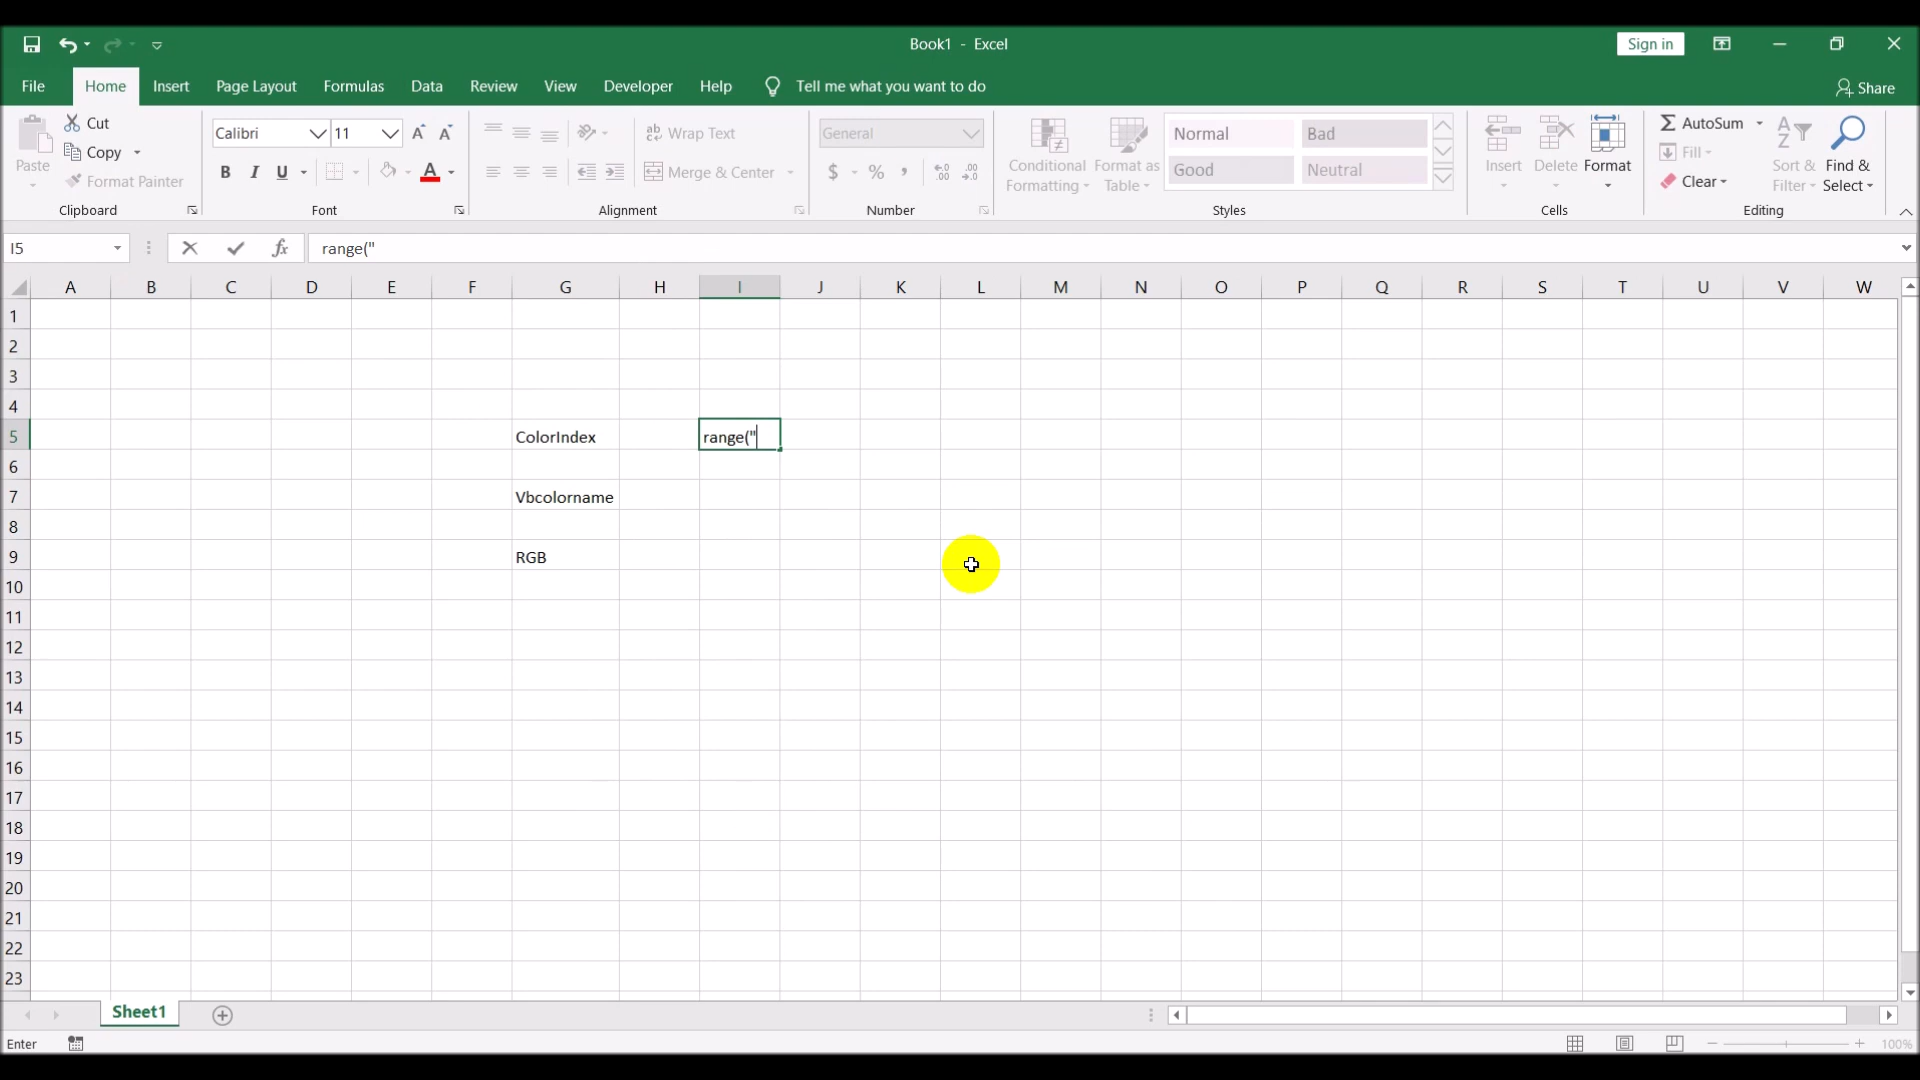 Book1 - Excel
Sign in
File Home Insert Page Layout Formulas Data Review View Developer Help Tell me what you want to do
Share
Paste
Cut
Copy
Format Painter
Clipboard
Calibri 11
B I U
Font
Wrap Text
Merge & Center
Alignment
General
$ % ,
Number
Conditional Formatting
Format as Table
Normal Bad
Good Neutral
Styles
Insert Delete Format
Cells
AutoSum
Fill
Clear
Sort & Filter
Find & Select
Editing
I5
fx
range("
A B C D E F G H I J K L M N O P Q R S T U V W
1
2
3
4
5 ColorIndex range("
6
7 Vbcolorname
8
9 RGB
10
11
12
13
14
15
16
17
18
19
20
21
22
23
Sheet1
Enter
100%